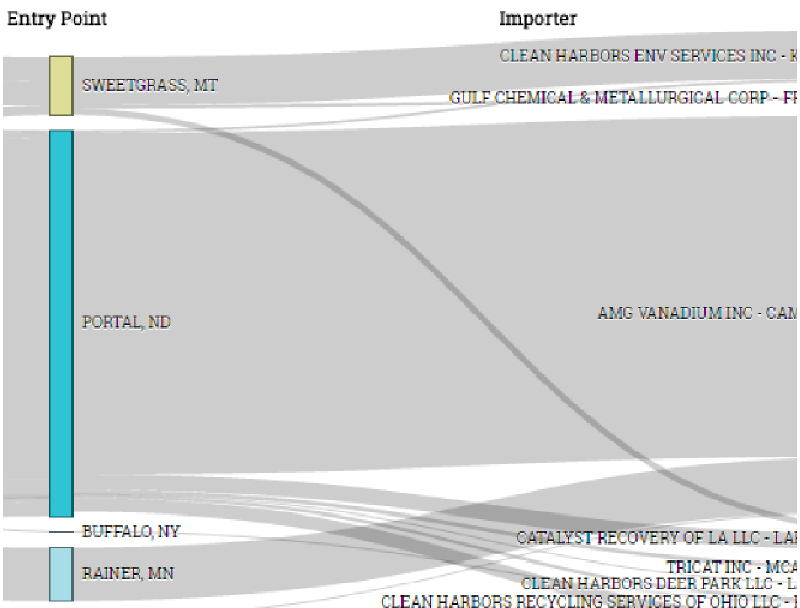 Entry Point
Importer
CLEAN HARBORS ENV SERVICES INC - K
SWEETGRASS, MT
GULF CHEMICAL & METALLURGICAL CORP - FR
AMG VANADIUM INC - CAM
PORTAL, ND
BUFFALO, NY
CATALYST RECOVERY OF LA LLC - LA
TRICAT INC - MCA
RAINER, MN
CLEAN HARBORS DEER PARK LLC - L
CLEAN HARBORS RECYCLING SERVICES OF OHIO LLC -